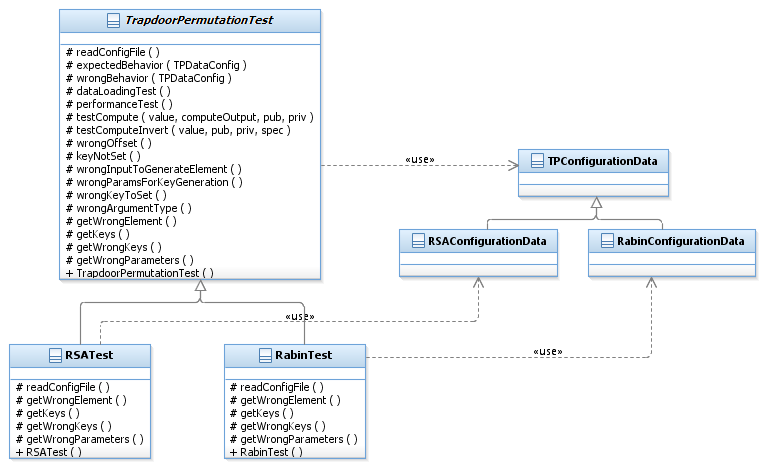 TrapdoorPermutationTest
# readConfigFile ( )
# expectedBehavior ( TPDataConfig )
# wrongBehavior ( TPDataConfig )
# dataLoadingTest ( )
# performanceTest ( )
# testCompute ( value, computeOutput, pub, priv )
# testComputeInvert ( value, pub, priv, spec )
# wrongOffset ( )
# keyNotSet ( )
# wrongInputToGenerateElement ( )
# wrongParamsForKeyGeneration ( )
# wrongKeyToSet ( )
# wrongArgumentType ( )
# getWrongElement ( )
# getKeys ( )
# getWrongKeys ( )
# getWrongParameters ( )
+ TrapdoorPermutationTest ( )
«use»
TPConfigurationData
RSAConfigurationData
RabinConfigurationData
«use»
«use»
RSATest
# readConfigFile ( )
# getWrongElement ( )
# getKeys ( )
# getWrongKeys ( )
# getWrongParameters ( )
+ RSATest ( )
RabinTest
# readConfigFile ( )
# getWrongElement ( )
# getKeys ( )
# getWrongKeys ( )
# getWrongParameters ( )
+ RabinTest ( )